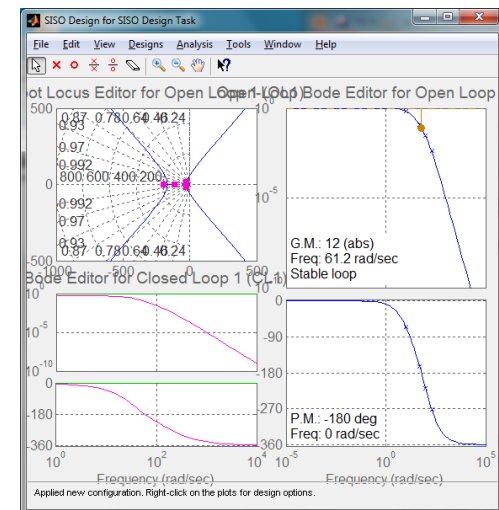 SISO Design for SISO Design Task
File Edit View Designs Analysis Tools Window Help
ot Locus Editor for Open Loop 1 (OL1)
Open-Loop Bode Editor for Open Loop
500
0.87 0.78 0.64 0.46 0.24
0.93
0.97
0.992
0
800 600 400 200
0.992
0.97
0.93
0.87 0.78 0.64 0.46 0.24
-500
-1000 -500 0 500
10^0
10^-5
G.M.: 12 (abs)
Freq: 61.2 rad/sec
Stable loop
Bode Editor for Closed Loop 1 (CL1)
10^-5
10^-10
0
-180
-360
10^0 10^2 10^4
Frequency (rad/sec)
0
-90
-180
-270
-360
P.M.: -180 deg
Freq: 0 rad/sec
10^-5 10^0 10^5
Frequency (rad/sec)
Applied new configuration. Right-click on the plots for design options.